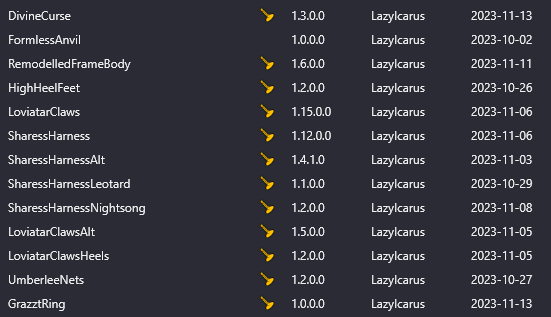 DivineCurse 1.3.0.0 LazyIcarus 2023-11-13
FormlessAnvil 1.0.0.0 LazyIcarus 2023-10-02
RemodelledFrameBody 1.6.0.0 LazyIcarus 2023-11-11
HighHeelFeet 1.2.0.0 LazyIcarus 2023-10-26
LoviatarClaws 1.15.0.0 LazyIcarus 2023-11-06
SharessHarness 1.12.0.0 LazyIcarus 2023-11-06
SharessHarnessAlt 1.4.1.0 LazyIcarus 2023-11-03
SharessHarnessLeotard 1.1.0.0 LazyIcarus 2023-10-29
SharessHarnessNightsong 1.2.0.0 LazyIcarus 2023-11-08
LoviatarClawsAlt 1.5.0.0 LazyIcarus 2023-11-05
LoviatarClawsHeels 1.2.0.0 LazyIcarus 2023-11-05
UmberleeNets 1.2.0.0 LazyIcarus 2023-10-27
GrazztRing 1.0.0.0 LazyIcarus 2023-11-13